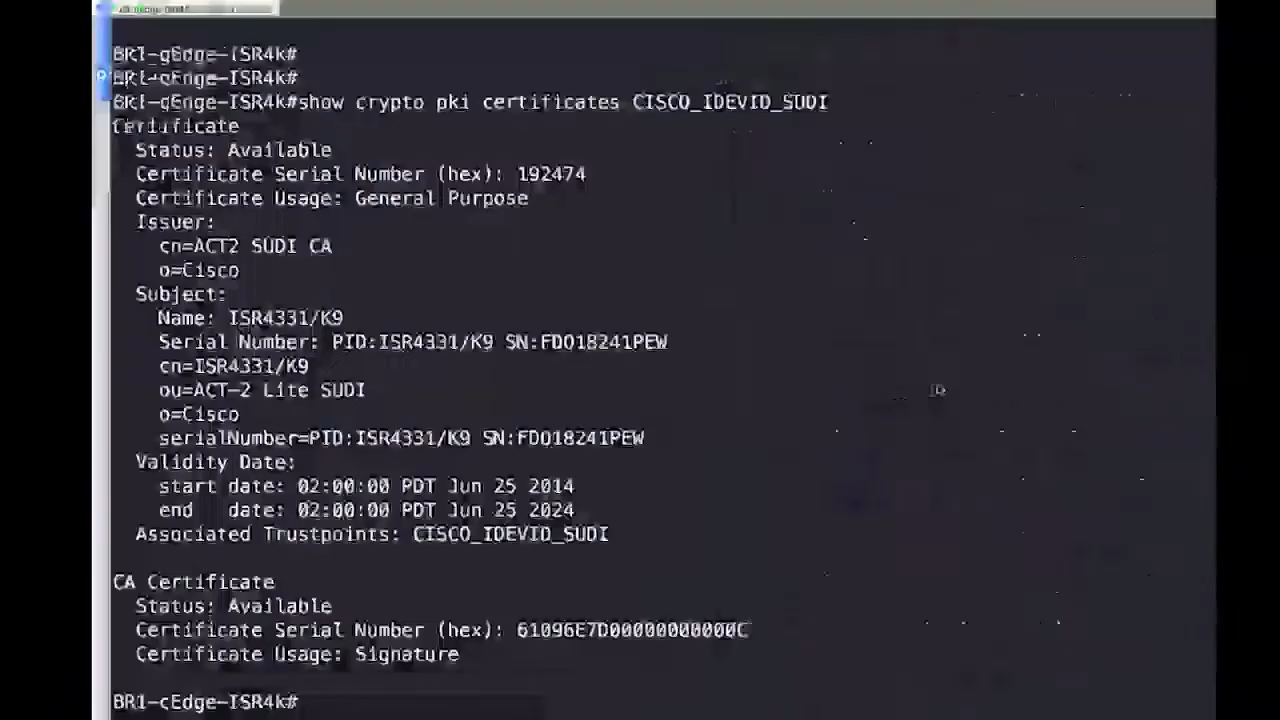 BR1-cEdge-ISR4k#
BR1-cEdge-ISR4k#
BR1-cEdge-ISR4k#show crypto pki certificates CISCO_IDEVID_SUDI
Certificate
Status: Available
Certificate Serial Number (hex): 192474
Certificate Usage: General Purpose
Issuer:
cn=ACT2 SUDI CA
o=Cisco
Subject:
Name: ISR4331/K9
Serial Number: PID:ISR4331/K9 SN:FDO18241PEW
cn=ISR4331/K9
ou=ACT-2 Lite SUDI
o=Cisco
serialNumber=PID:ISR4331/K9 SN:FDO18241PEW
Validity Date:
start date: 02:00:00 PDT Jun 25 2014
end date: 02:00:00 PDT Jun 25 2024
Associated Trustpoints: CISCO_IDEVID_SUDI
CA Certificate
Status: Available
Certificate Serial Number (hex): 61096E7D00000000000C
Certificate Usage: Signature
BR1-cEdge-ISR4k#